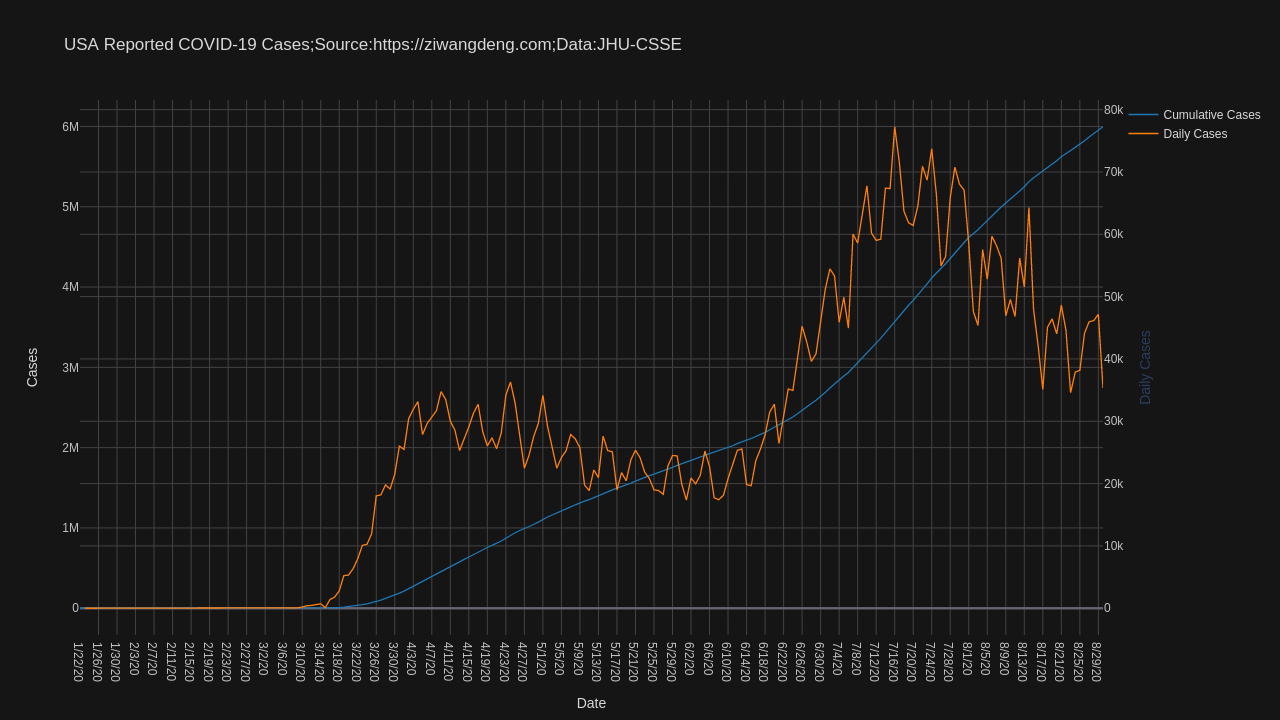 USA Reported COVID-19 Cases;Source:https://ziwangdeng.com;Data:JHU-CSSE
Cumulative Cases
Daily Cases
6M
5M
4M
3M
2M
1M
0
Cases
80k
70k
60k
50k
40k
30k
20k
10k
0
Daily Cases
1/22/20
1/26/20
1/30/20
2/3/20
2/7/20
2/11/20
2/15/20
2/19/20
2/23/20
2/27/20
3/2/20
3/6/20
3/10/20
3/14/20
3/18/20
3/22/20
3/26/20
3/30/20
4/3/20
4/7/20
4/11/20
4/15/20
4/19/20
4/23/20
4/27/20
5/1/20
5/5/20
5/9/20
5/13/20
5/17/20
5/21/20
5/25/20
5/29/20
6/2/20
6/6/20
6/10/20
6/14/20
6/18/20
6/22/20
6/26/20
6/30/20
7/4/20
7/8/20
7/12/20
7/16/20
7/20/20
7/24/20
7/28/20
8/1/20
8/5/20
8/9/20
8/13/20
8/17/20
8/21/20
8/25/20
8/29/20
Date